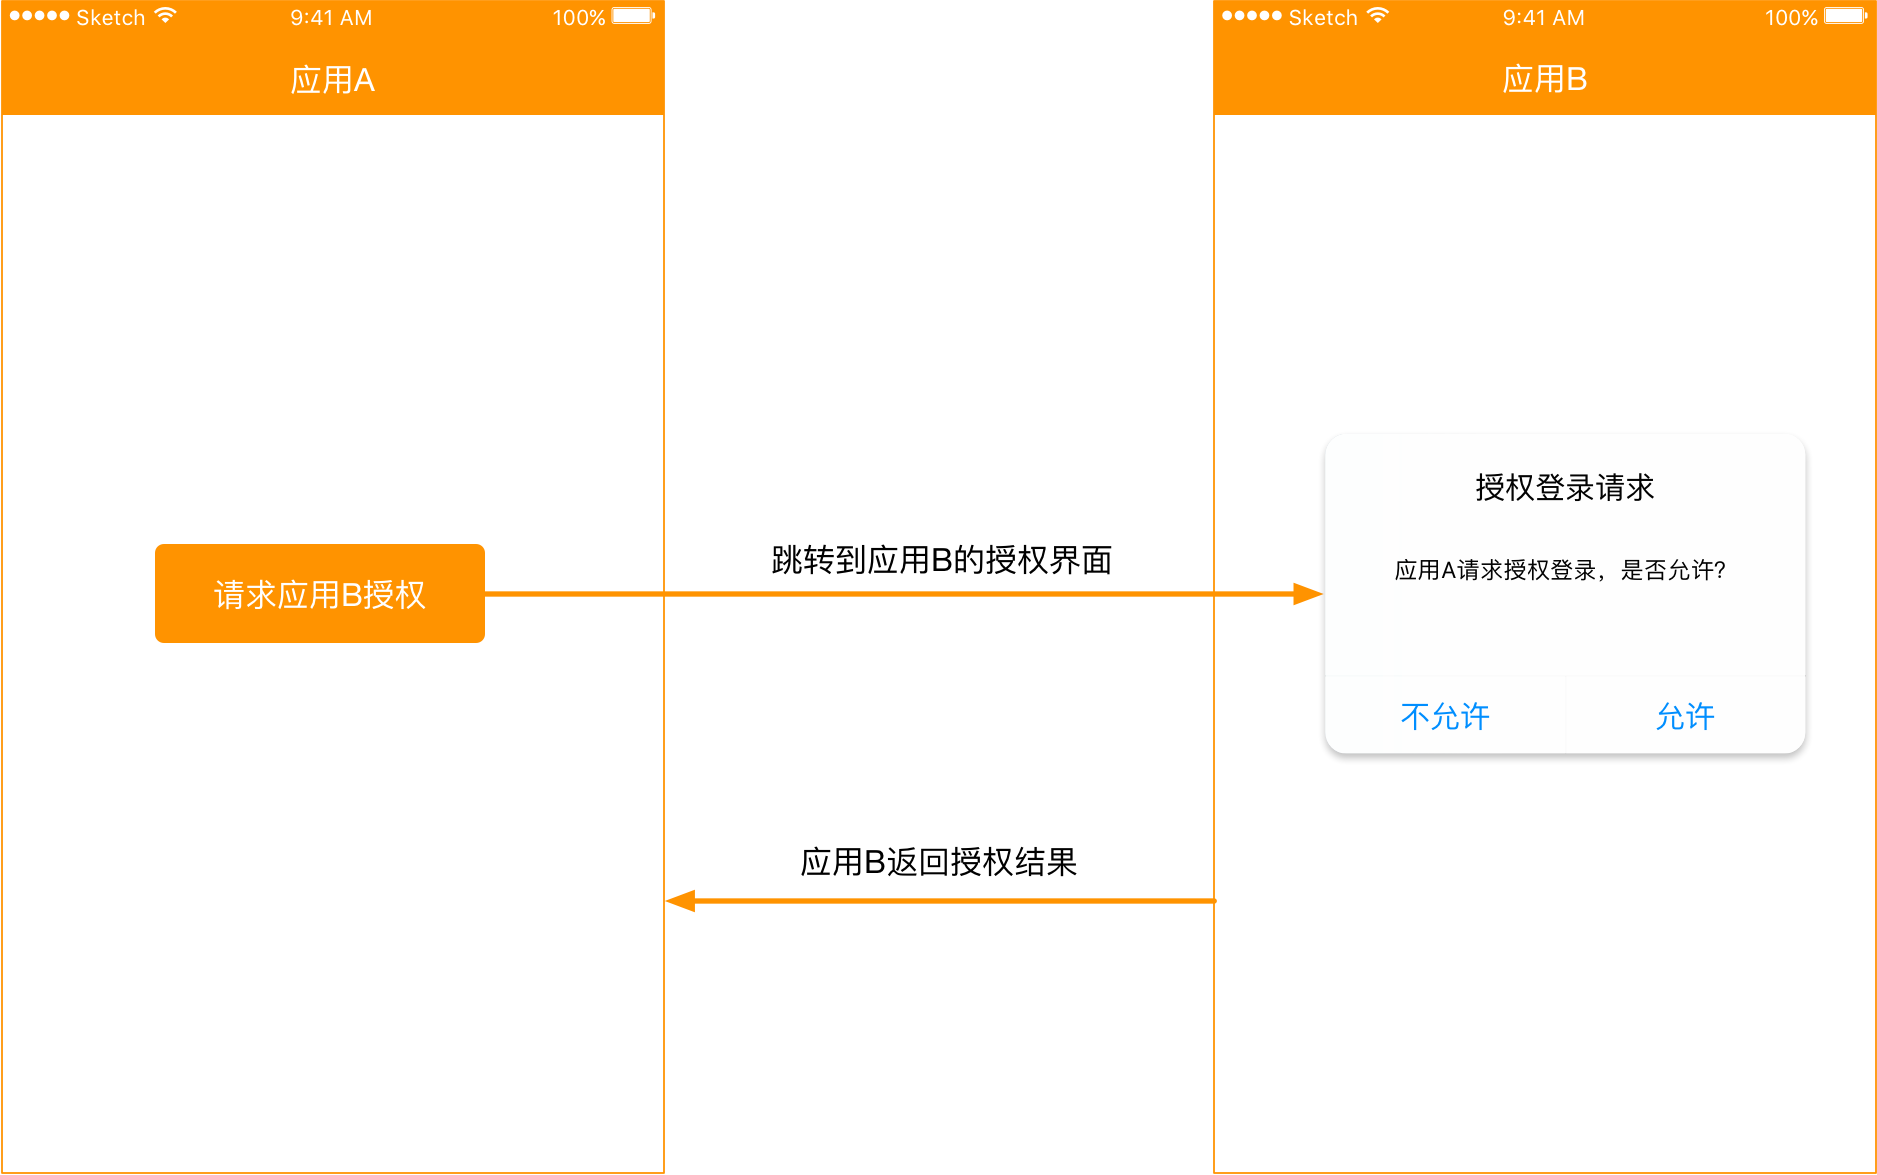 Sketch 9:41 AM 100%
应用A
请求应用B授权
跳转到应用B的授权界面
应用B返回授权结果
Sketch 9:41 AM 100%
应用B
授权登录请求
应用A请求授权登录，是否允许?
不允许 允许